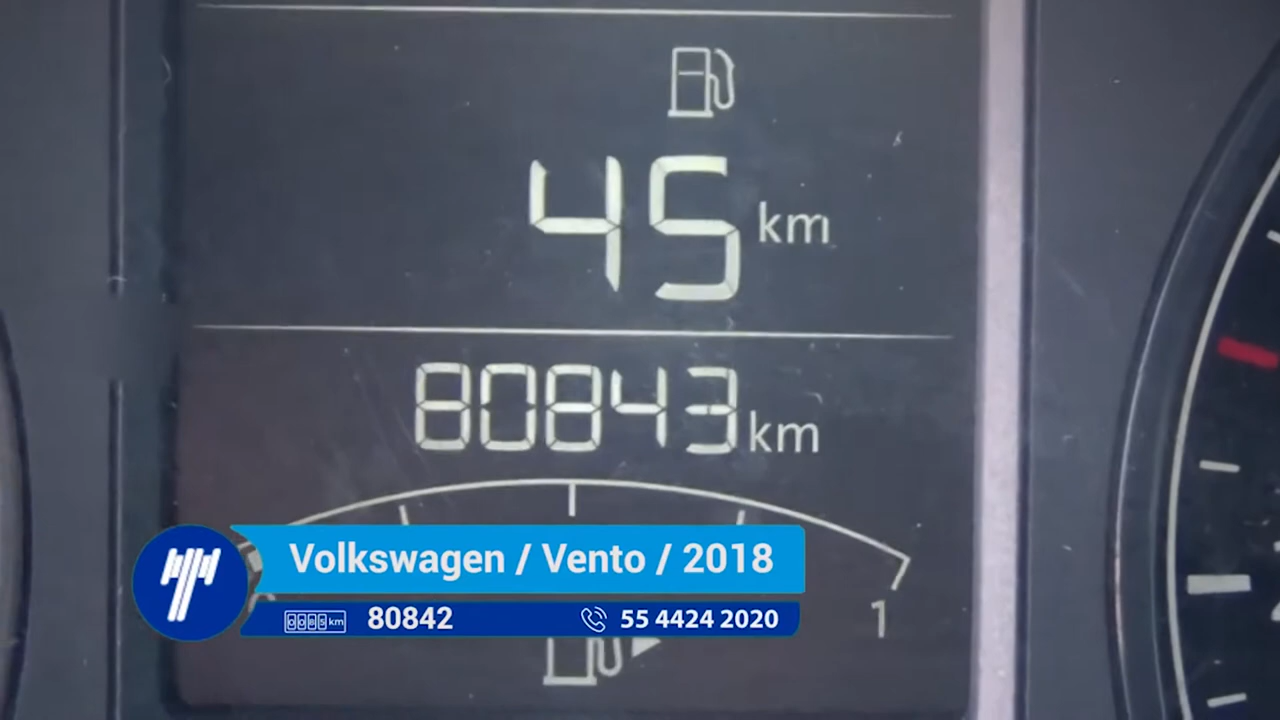 45 km
80843 km
Volkswagen / Vento / 2018
80842 55 4424 2020
1